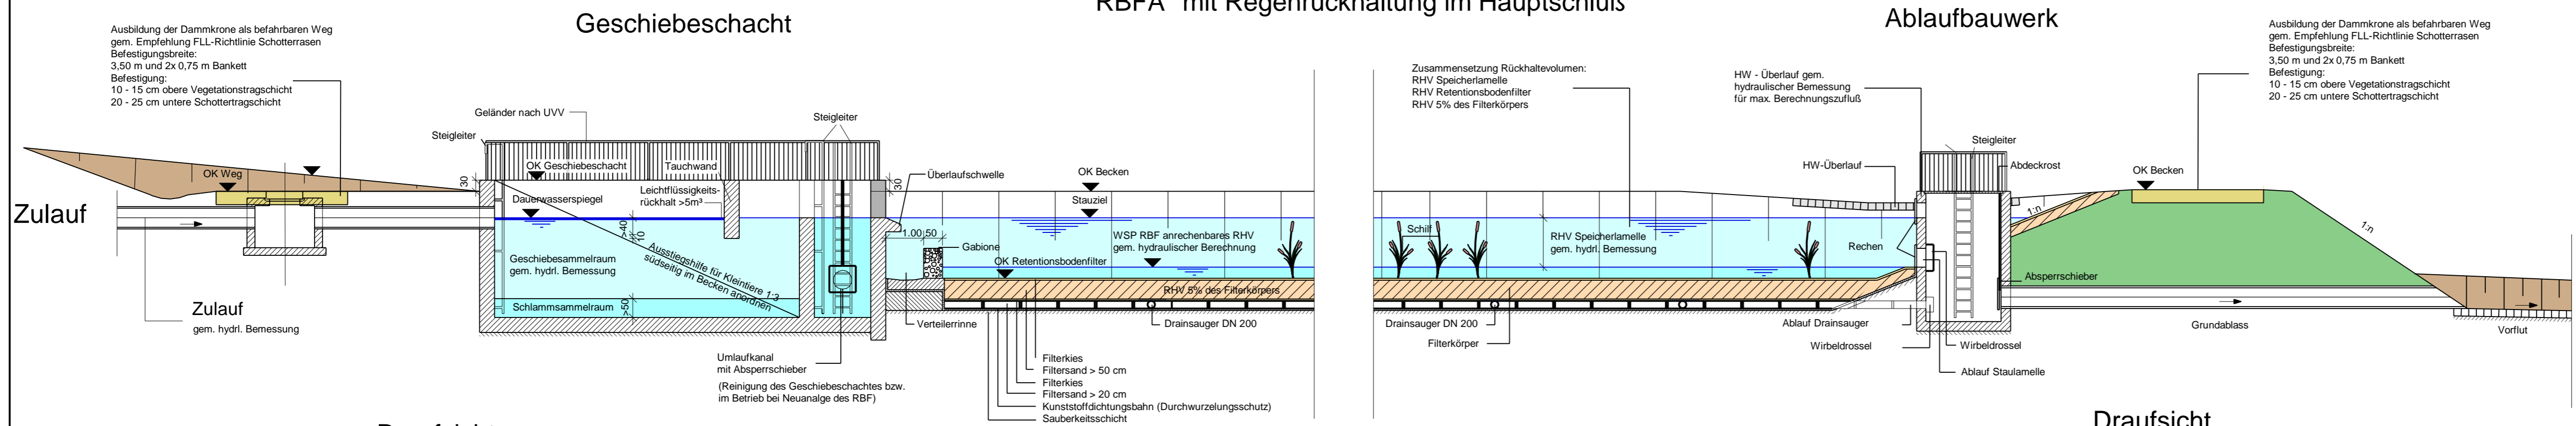 RBFA mit Regenrückhaltung im Hauptschluß
Geschiebeschacht
Ablaufbauwerk
Ausbildung der Dammkrone als befahrbaren Weg
gem. Empfehlung FLL-Richtlinie Schotterrasen
Befestigungsbreite:
3,50 m und 2x 0,75 m Bankett
Befestigung:
10 - 15 cm obere Vegetationstragschicht
20 - 25 cm untere Schottertragschicht
Geländer nach UVV
Steigleiter
Steigleiter
OK Geschiebeschacht
Tauchwand
OK Weg
30
30
Leichtflüssigkeits-
rückhalt >5m³
Dauerwasserspiegel
Zulauf
>40
10
Ausstiegshilfe für Kleintiere 1:3
südseitig im Becken anordnen
Geschiebesammelraum
gem. hydrl. Bemessung
Schlammsammelraum
>50
Zulauf
gem. hydrl. Bemessung
Umlaufkanal
mit Absperrschieber
(Reinigung des Geschiebeschachtes bzw.
im Betrieb bei Neuanalge des RBF)
Überlaufschwelle
OK Becken
Stauziel
1.00
50
Gabione
WSP RBF anrechenbares RHV
gem. hydraulischer Berechnung
OK Retentionsbodenfilter
RHV 5% des Filterkörpers
Verteilerrinne
Drainsauger DN 200
Filterkies
Filtersand > 50 cm
Filterkies
Filtersand > 20 cm
Kunststoffdichtungsbahn (Durchwurzelungsschutz)
Sauberkeitsschicht
Zusammensetzung Rückhaltevolumen:
RHV Speicherlamelle
RHV Retentionsbodenfilter
RHV 5% des Filterkörpers
Schilf
RHV Speicherlamelle
gem. hydrl. Bemessung
Drainsauger DN 200
Filterkörper
HW - Überlauf gem.
hydraulischer Bemessung
für max. Berechnungszufluß
HW-Überlauf
Rechen
Ablauf Drainsauger
Wirbeldrossel
Steigleiter
Abdeckrost
Absperrschieber
Wirbeldrossel
Ablauf Staulamelle
1:n
OK Becken
1:n
Grundablass
Vorflut
Ausbildung der Dammkrone als befahrbaren Weg
gem. Empfehlung FLL-Richtlinie Schotterrasen
Befestigungsbreite:
3,50 m und 2x 0,75 m Bankett
Befestigung:
10 - 15 cm obere Vegetationstragschicht
20 - 25 cm untere Schottertragschicht
Draufsicht